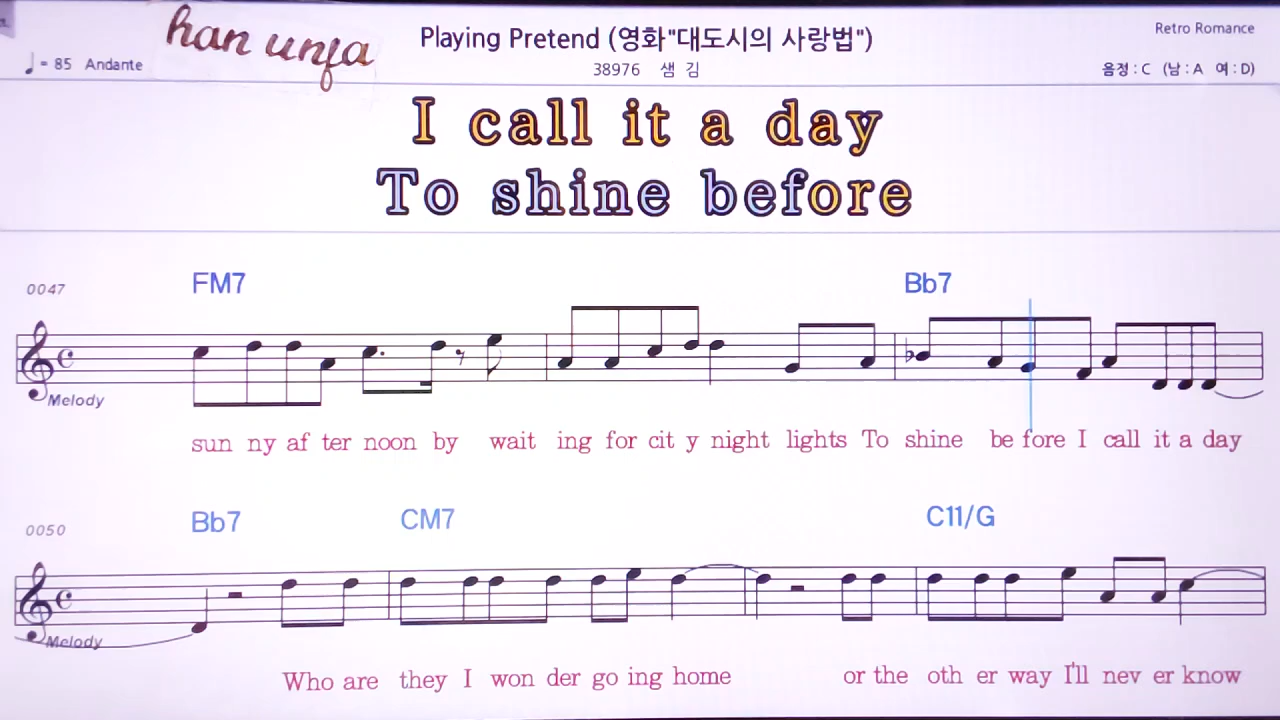 han unja
Playing Pretend (영화"대도시의 사랑법")
Retro Romance
♩ = 85 Andante
38976 샘 김
음정 : C (남 : A 여 : D)
I call it a day
To shine before
0047
FM7
Bb7
Melody
sun ny af ter noon by wait ing for cit y night lights To shine be fore I call it a day
0050
Bb7
CM7
C11/G
Melody
Who are they I won der go ing home or the oth er way I'll nev er know